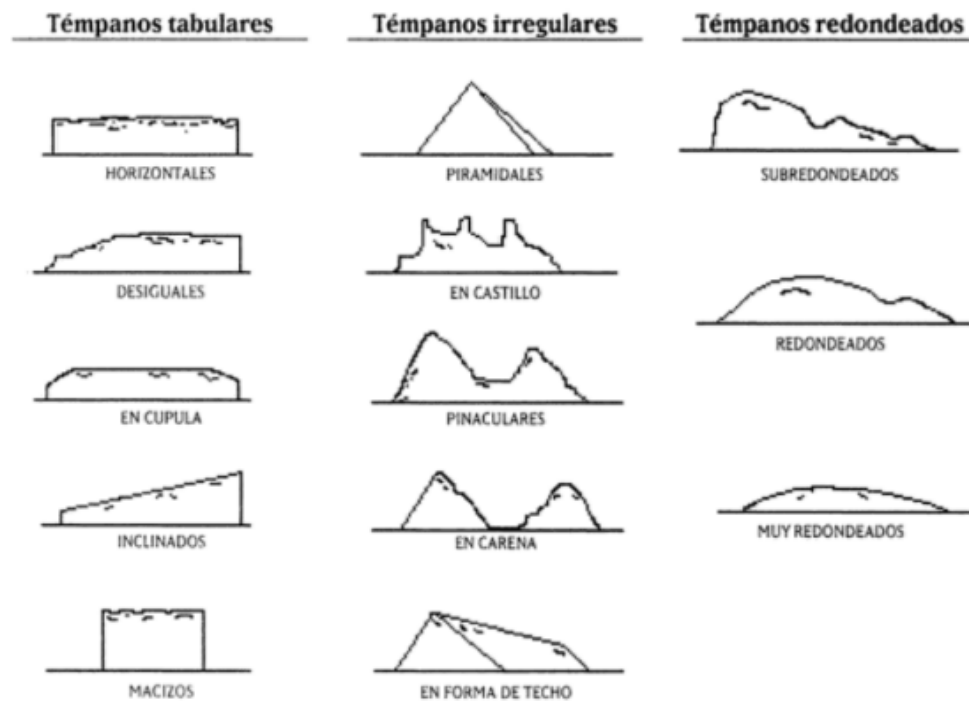 Témpanos tabulares
HORIZONTALES
DESIGUALES
EN CUPULA
INCLINADOS
MACIZOS
Témpanos irregulares
PIRAMIDALES
EN CASTILLO
PINACULARES
EN CARENA
EN FORMA DE TECHO
Témpanos redondeados
SUBREDONDEADOS
REDONDEADOS
MUY REDONDEADOS